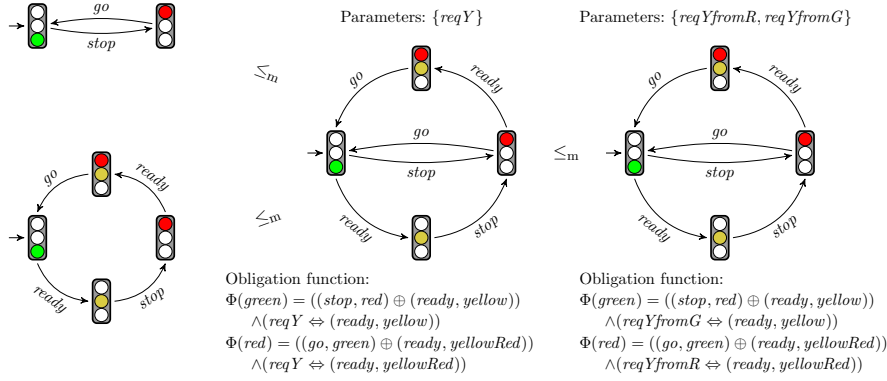 go
stop
go
ready
ready
stop
≤m
≤m
Parameters: {reqY}
go
ready
go
stop
ready
stop
Obligation function:
Φ(green) = ((stop, red) ⊕ (ready, yellow))
∧(reqY ⇔ (ready, yellow))
Φ(red) = ((go, green) ⊕ (ready, yellowRed))
∧(reqY ⇔ (ready, yellowRed))
≤m
Parameters: {reqYfromR, reqYfromG}
go
ready
go
stop
ready
stop
Obligation function:
Φ(green) = ((stop, red) ⊕ (ready, yellow))
∧(reqYfromG ⇔ (ready, yellow))
Φ(red) = ((go, green) ⊕ (ready, yellowRed))
∧(reqYfromR ⇔ (ready, yellowRed))